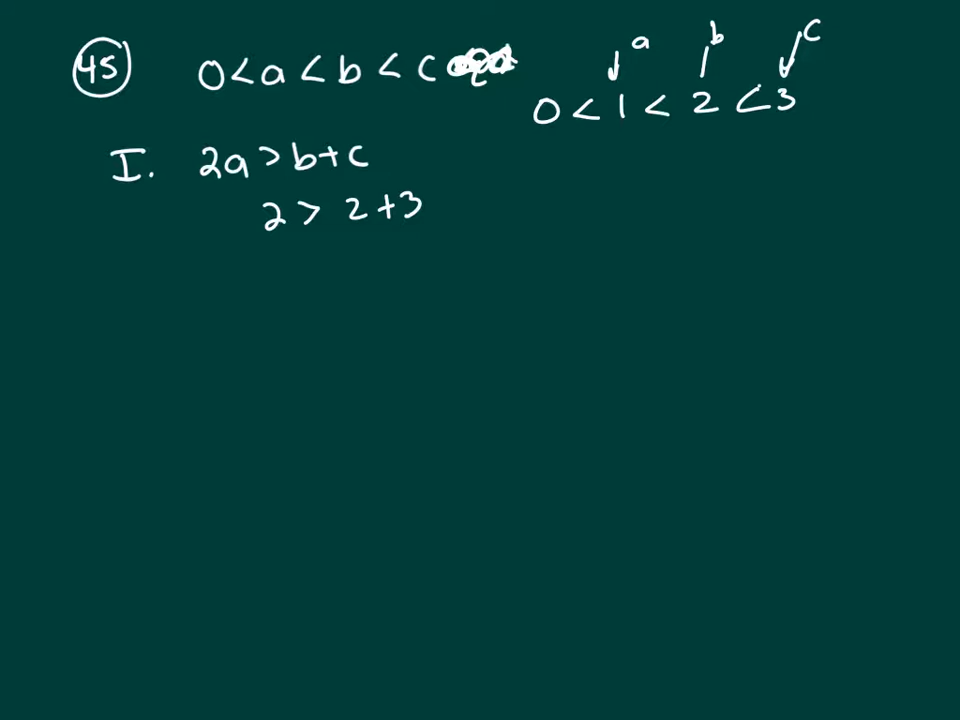 45 0 < a < b < c
a b c
0 < 1 < 2 < 3
I. 2a > b + c
2 > 2 + 3